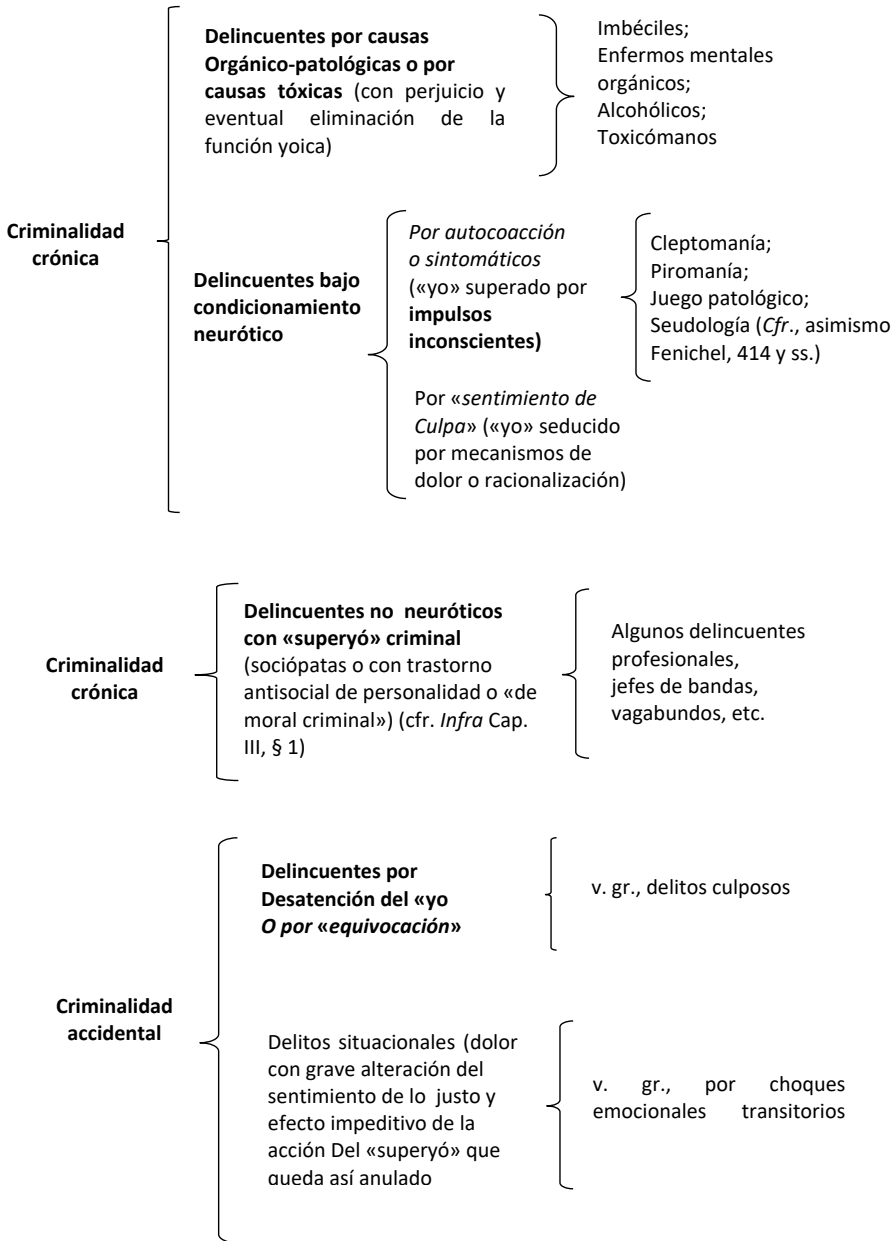 Criminalidad
crónica
Delincuentes por causas
Orgánico-patológicas o por
causas tóxicas (con perjuicio y
eventual eliminación de la
función yoica)
Imbéciles;
Enfermos mentales
orgánicos;
Alcohólicos;
Toxicómanos
Delincuentes bajo
condicionamiento
neurótico
Por autocoacción
o sintomáticos
(«yo» superado por
impulsos
inconscientes)
Cleptomanía;
Piromanía;
Juego patológico;
Seudología (Cfr., asimismo
Fenichel, 414 y ss.)
Por «sentimiento de
Culpa» («yo» seducido
por mecanismos de
dolor o racionalización)
Criminalidad
crónica
Delincuentes no neuróticos
con «superyó» criminal
(sociópatas o con trastorno
antisocial de personalidad o «de
moral criminal») (cfr. Infra Cap.
III, § 1)
Algunos delincuentes
profesionales,
jefes de bandas,
vagabundos, etc.
Criminalidad
accidental
Delincuentes por
Desatención del «yo
O por «equivocación»
v. gr., delitos culposos
Delitos situacionales (dolor
con grave alteración del
sentimiento de lo justo y
efecto impeditivo de la
acción Del «superyó» que
queda así anulado
v. gr., por choques
emocionales transitorios